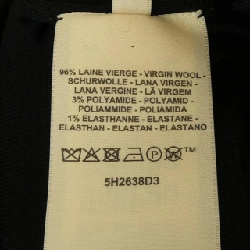 96% LAINE VIERGE - VIRGIN WOOL -
SCHURWOLLE - LANA VIRGEN -
LANA VERGINE - LÃ VIRGEM
3% POLYAMIDE - POLYAMID -
POLIAMMIDE - POLIAMIDA
1% ELASTHANNE - ELASTANE -
ELASTHAN - ELASTAN - ELASTANO
TM
5H2638D3